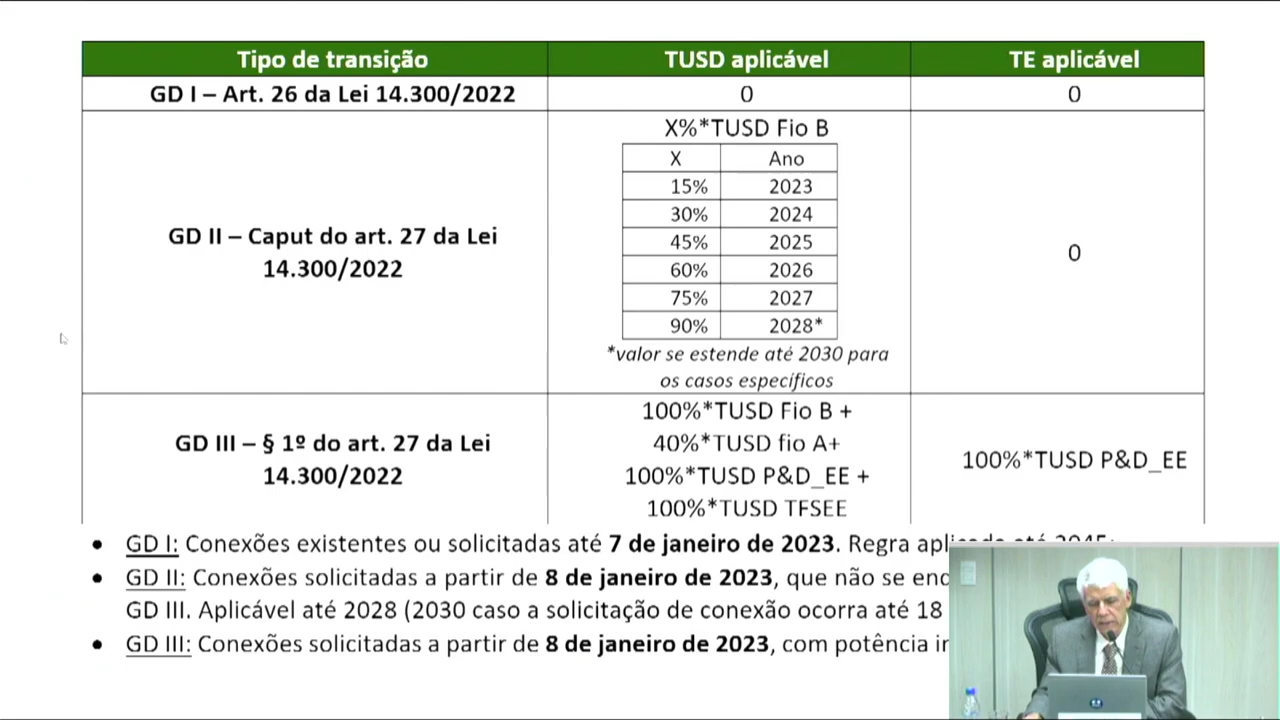 Tipo de transição TUSD aplicável TE aplicável
GD I – Art. 26 da Lei 14.300/2022 0 0
X%*TUSD Fio B
X Ano
15% 2023
30% 2024
GD II – Caput do art. 27 da Lei
14.300/2022
45% 2025
0
60% 2026
75% 2027
90% 2028*
*valor se estende até 2030 para
os casos específicos
GD III – § 1º do art. 27 da Lei
14.300/2022
100%*TUSD Fio B +
40%*TUSD fio A+
100%*TUSD P&D_EE +
100%*TUSD TFSEE
100%*TUSD P&D_EE
• GD I: Conexões existentes ou solicitadas até 7 de janeiro de 2023. Regra aplicada até 2045;
• GD II: Conexões solicitadas a partir de 8 de janeiro de 2023, que não se
GD III. Aplicável até 2028 (2030 caso a solicitação de conexão ocorra até 18
• GD III: Conexões solicitadas a partir de 8 de janeiro de 2023, com potência